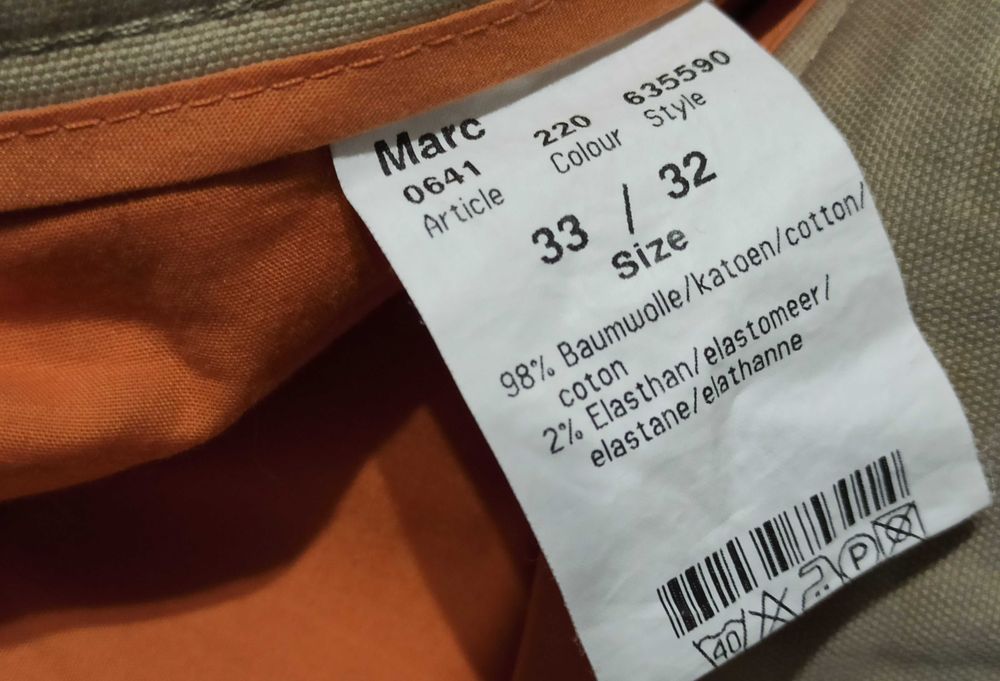 Marc
0641 220 635590
Article Colour Style
33 / 32
Size
98% Baumwolle/katoen/cotton/
coton
2% Elasthan/elastomeer/
elastane/elathanne
40 P